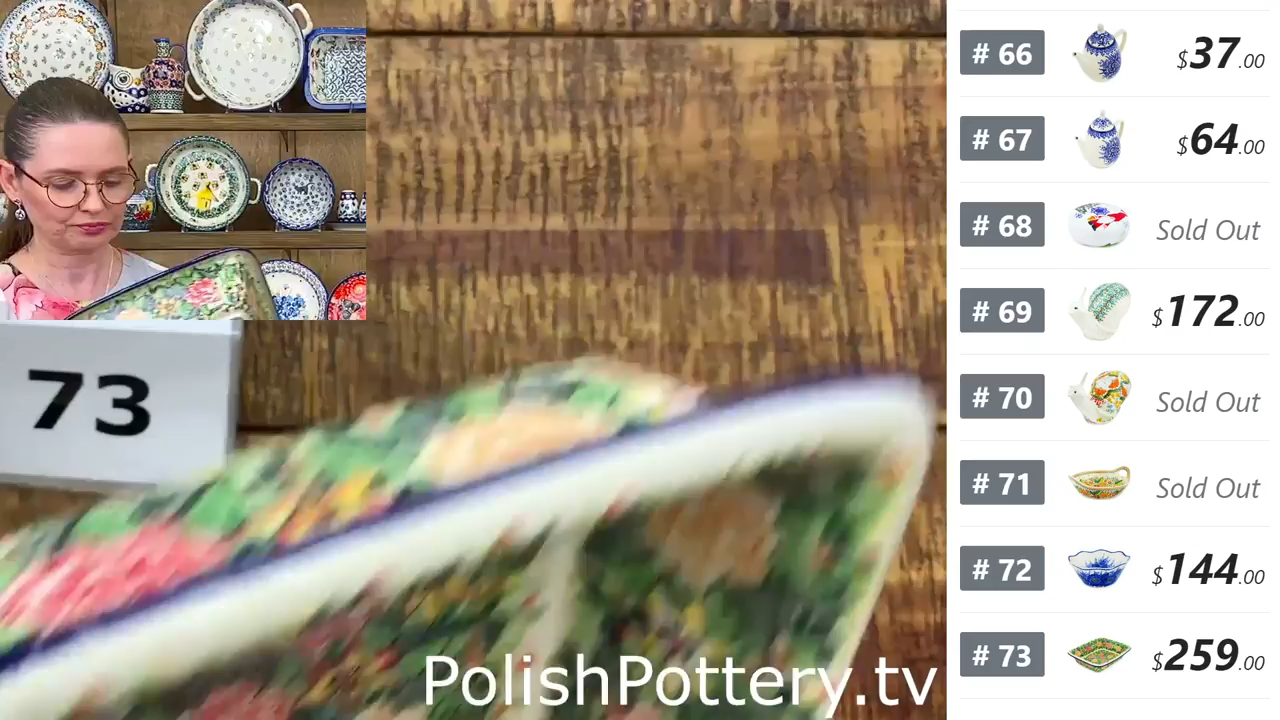 # 66 $37.00
# 67 $64.00
# 68 Sold Out
# 69 $172.00
# 70 Sold Out
# 71 Sold Out
# 72 $144.00
# 73 $259.00
73
PolishPottery.tv